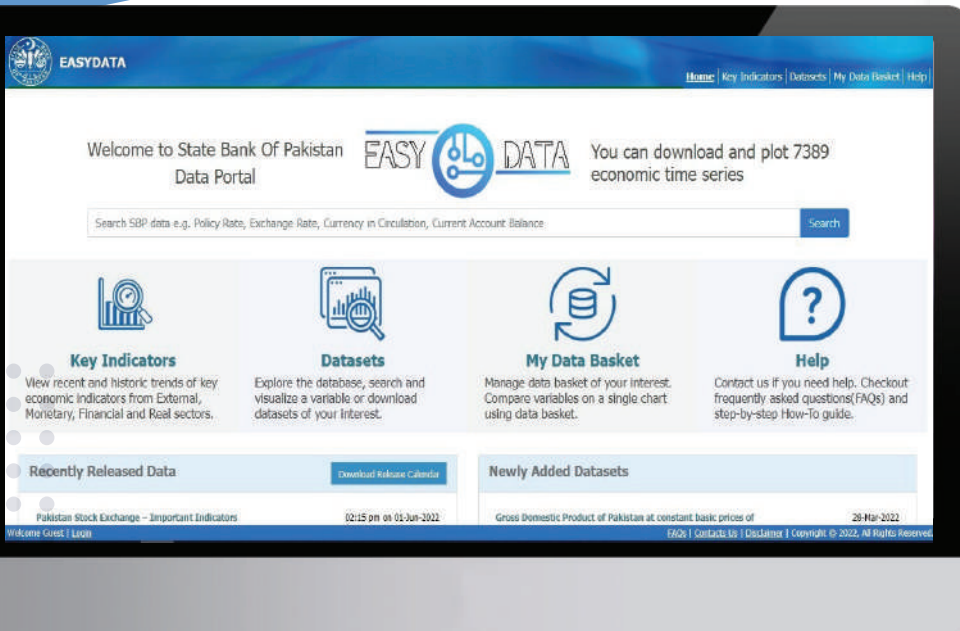 EASYDATA
Home | Key Indicators | Datasets | My Data Basket | Help |
Welcome to State Bank Of Pakistan
Data Portal
EASY DATA
You can download and plot 7389
economic time series
Search SBP data e.g. Policy Rate, Exchange Rate, Currency in Circulation, Current Account Balance
Search
Key Indicators
View recent and historic trends of key
economic indicators from External,
Monetary, Financial and Real sectors.
Datasets
Explore the database, search and
visualize a variable or download
datasets of your interest.
My Data Basket
Manage data basket of your interest.
Compare variables on a single chart
using data basket.
Help
Contact us if you need help. Checkout
frequently asked questions(FAQs) and
step-by-step How-To guide.
Recently Released Data
Download Release Calendar
Pakistan Stock Exchange – Important Indicators 02:15 pm on 01-Jun-2022
Newly Added Datasets
Gross Domestic Product of Pakistan at constant basic prices of 28-Mar-2022
Welcome Guest | Login
FAQs | Contacts Us | Disclaimer | Copyright © 2022, All Rights Reserved.